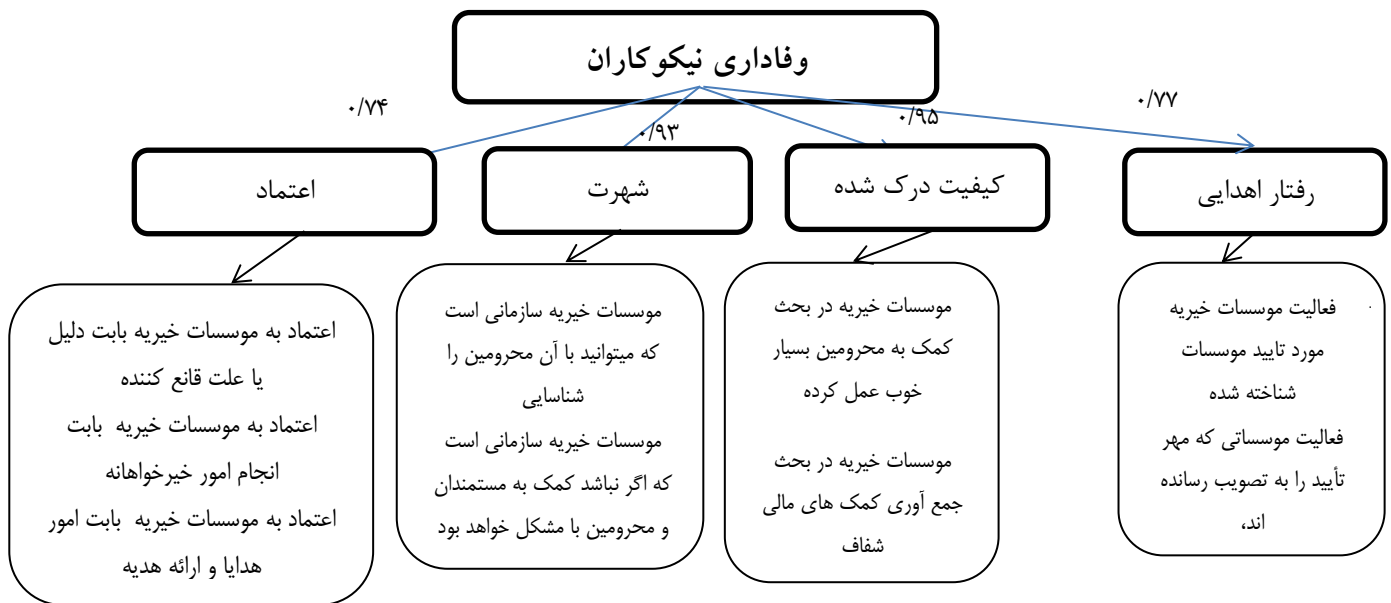 وفاداری نیکوکاران
۰/۷۷
۰/۹۵
۰/۹۳
۰/۷۴
رفتار اهدایی
کیفیت درک شده
شهرت
اعتماد
فعالیت موسسات خیریه
مورد تایید موسسات
شناخته شده
فعالیت موسساتی که مهر
تأیید را به تصویب رسانده
اند،
موسسات خیریه در بحث
کمک به محرومین بسیار
خوب عمل کرده
موسسات خیریه در بحث
جمع آوری کمک های مالی
شفاف
موسسات خیریه سازمانی است
که میتوانید با آن محرومین را
شناسایی
موسسات خیریه سازمانی است
که اگر نباشد کمک به مستمندان
و محرومین با مشکل خواهد بود
اعتماد به موسسات خیریه بابت دلیل
یا علت قانع کننده
اعتماد به موسسات خیریه بابت
انجام امور خیرخواهانه
اعتماد به موسسات خیریه بابت امور
هدایا و ارائه هدیه